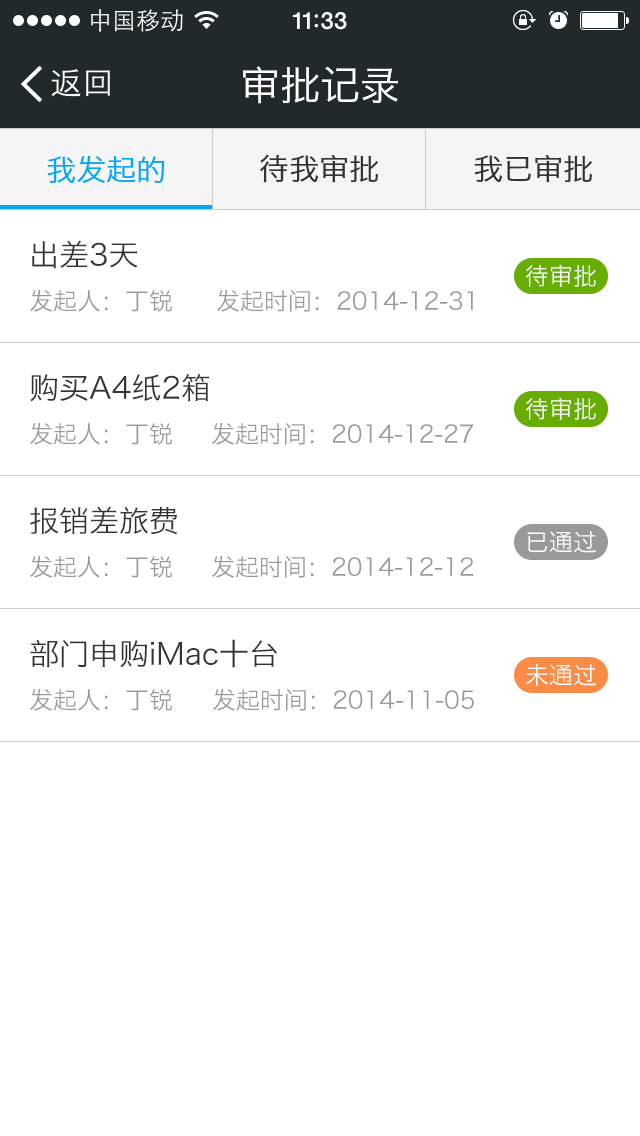 中国移动 11:33
返回 审批记录
我发起的 待我审批 我已审批
出差3天
待审批
发起人：丁锐 发起时间：2014-12-31
购买A4纸2箱
待审批
发起人：丁锐 发起时间：2014-12-27
报销差旅费
已通过
发起人：丁锐 发起时间：2014-12-12
部门申购iMac十台
未通过
发起人：丁锐 发起时间：2014-11-05